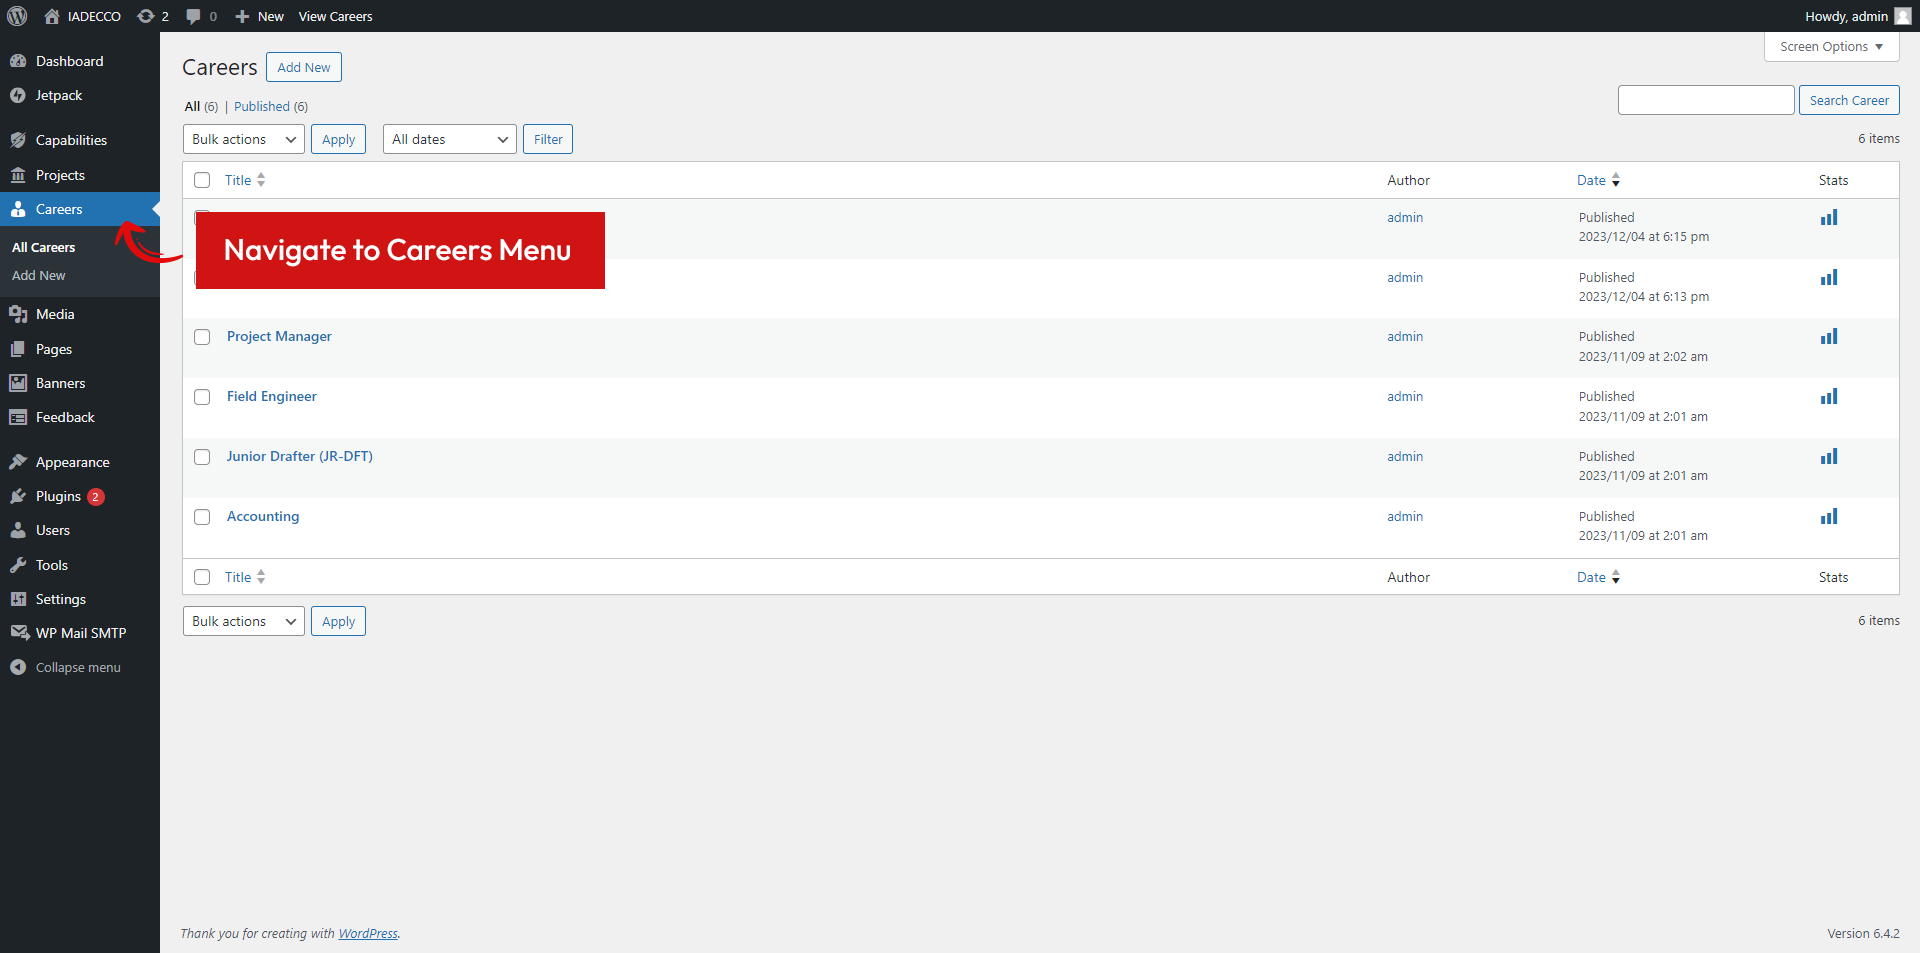 IADECCO 2 0 New View Careers Howdy, admin
Dashboard
Jetpack
Capabilities
Projects
Careers
All Careers
Add New
Media
Pages
Banners
Feedback
Appearance
Plugins 2
Users
Tools
Settings
WP Mail SMTP
Collapse menu
Screen Options
Careers Add New
All (6) | Published (6)
Search Career
Bulk actions Apply All dates Filter 6 items
Title Author Date Stats
admin Published
2023/12/04 at 6:15 pm
Navigate to Careers Menu
admin Published
2023/12/04 at 6:13 pm
Project Manager admin Published
2023/11/09 at 2:02 am
Field Engineer admin Published
2023/11/09 at 2:01 am
Junior Drafter (JR-DFT) admin Published
2023/11/09 at 2:01 am
Accounting admin Published
2023/11/09 at 2:01 am
Title Author Date Stats
Bulk actions Apply 6 items
Thank you for creating with WordPress. Version 6.4.2